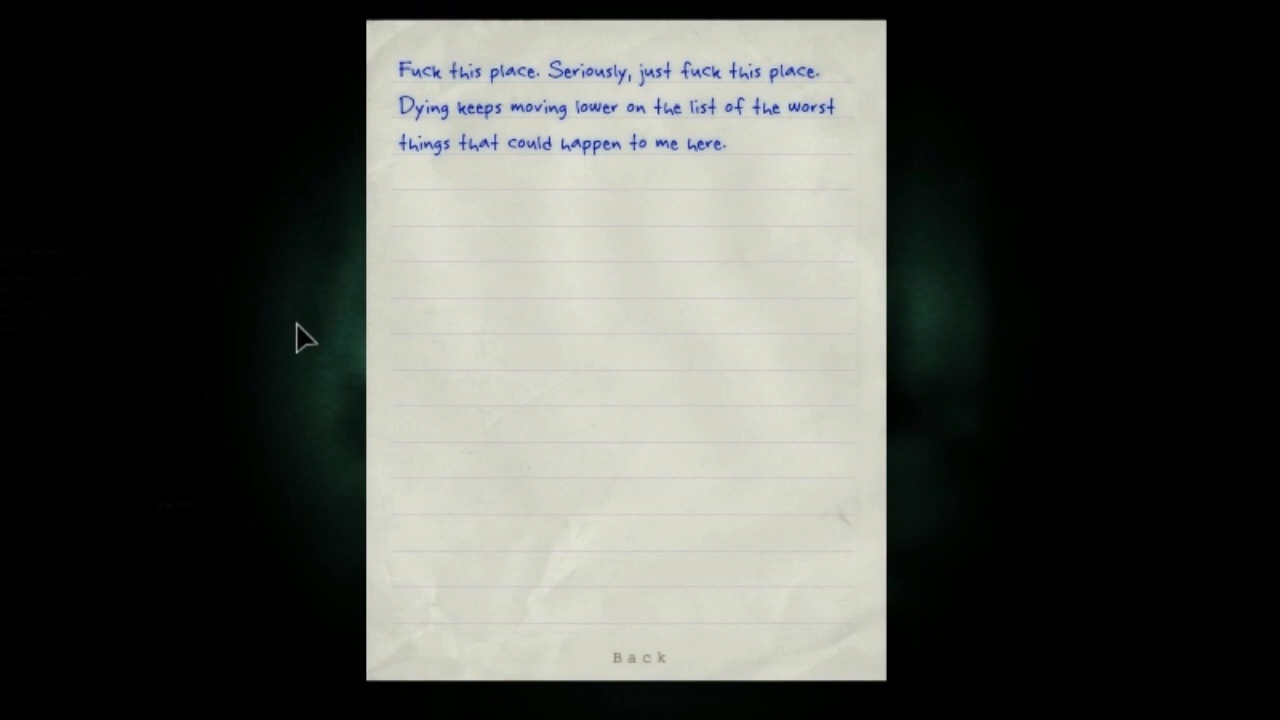 Fuck this place. Seriously, just fuck this place.
Dying keeps moving lower on the list of the worst
things that could happen to me here.
Back